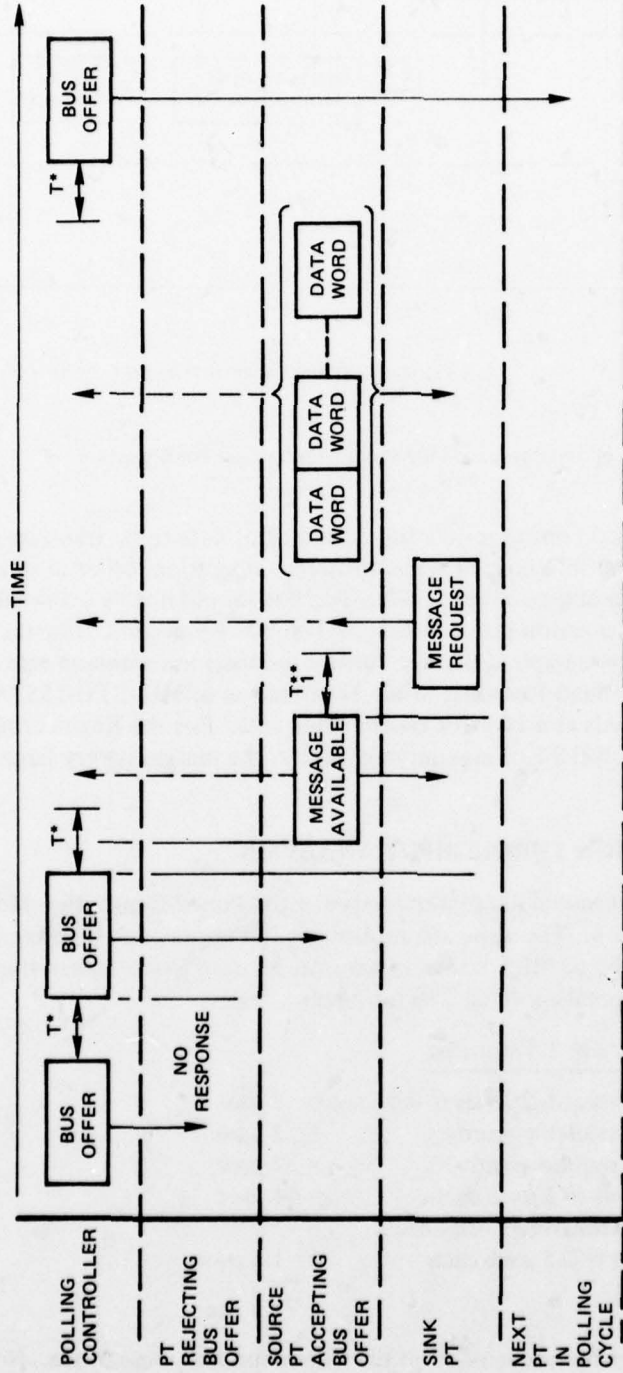 TIME
POLLING
CONTROLLER
BUS
OFFER
T*
BUS
OFFER
T*
T*
BUS
OFFER
PT
REJECTING
BUS
OFFER
NO
RESPONSE
SOURCE
PT
ACCEPTING
BUS
OFFER
MESSAGE
AVAILABLE
T**
DATA
WORD
DATA
WORD
DATA
WORD
SINK
PT
MESSAGE
REQUEST
NEXT
PT
IN
POLLING
CYCLE